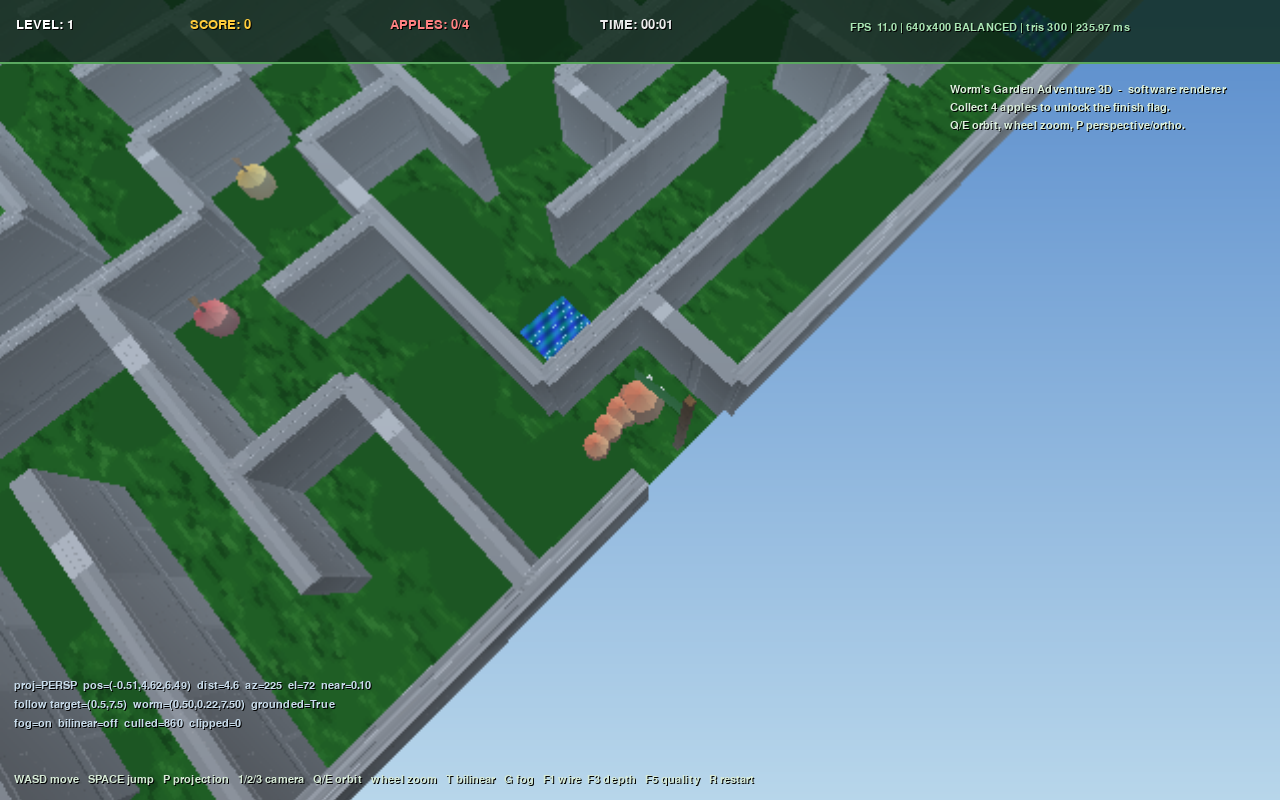 LEVEL: 1 SCORE: 0 APPLES: 0/4 TIME: 00:01 FPS 11.0 | 640x400 BALANCED | tris 300 | 235.97 ms
Worm's Garden Adventure 3D - software renderer
Collect 4 apples to unlock the finish flag.
Q/E orbit, wheel zoom, P perspective/ortho.
proj=PERSP pos=(-0.51,4.62,6.49) dist=4.6 az=225 el=72 near=0.10
follow target=(0.5,7.5) worm=(0.50,0.22,7.50) grounded=True
fog=on bilinear=off culled=860 clipped=0
WASD move SPACE jump P projection 1/2/3 camera Q/E orbit wheel zoom T bilinear G fog F1 wire F3 depth F5 quality R restart